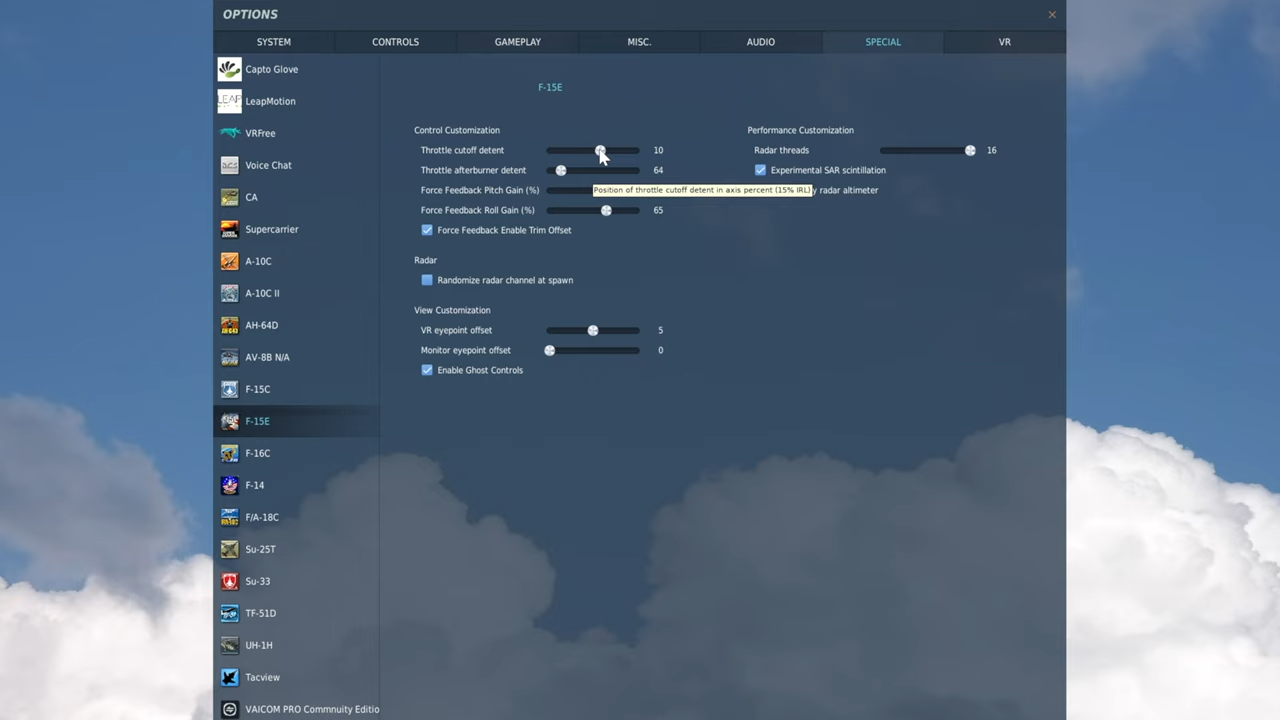 OPTIONS
×
SYSTEM CONTROLS GAMEPLAY MISC. AUDIO SPECIAL VR
Capto Glove
LEAP LeapMotion
VRFree
Voice Chat
CA
Supercarrier
A-10C
A-10C II
AH-64D
AV-8B N/A
F-15C
F-15E
F-16C
F-14
F/A-18C
Su-25T
Su-33
TF-51D
UH-1H
Tacview
VAICOM PRO Commnuity Editio
F-15E
Control Customization
Throttle cutoff detent 10
Throttle afterburner detent 64
Force Feedback Pitch Gain (%)
Position of throttle cutoff detent in axis percent (15% IRL)
Force Feedback Roll Gain (%) 65
Force Feedback Enable Trim Offset
Radar
Randomize radar channel at spawn
View Customization
VR eyepoint offset 5
Monitor eyepoint offset 0
Enable Ghost Controls
Performance Customization
Radar threads 16
Experimental SAR scintillation
y radar altimeter